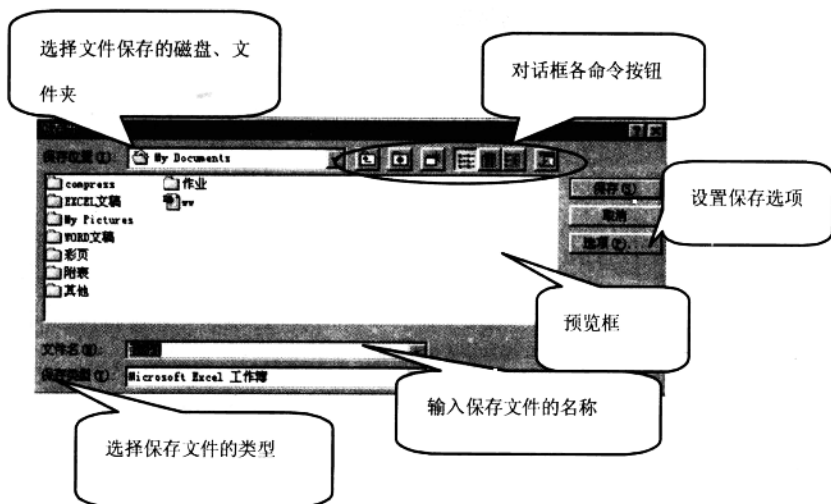 选择文件保存的磁盘、文
件夹
对话框各命令按钮
保存位置(I):
My Documents
compress
作业
EXCEL文稿
ww
My Pictures
WORD文稿
彩页
附表
其他
保存(S)
取消
选项(P)...
设置保存选项
预览框
文件名(N):
保存类型(T):
Microsoft Excel 工作簿
输入保存文件的名称
选择保存文件的类型